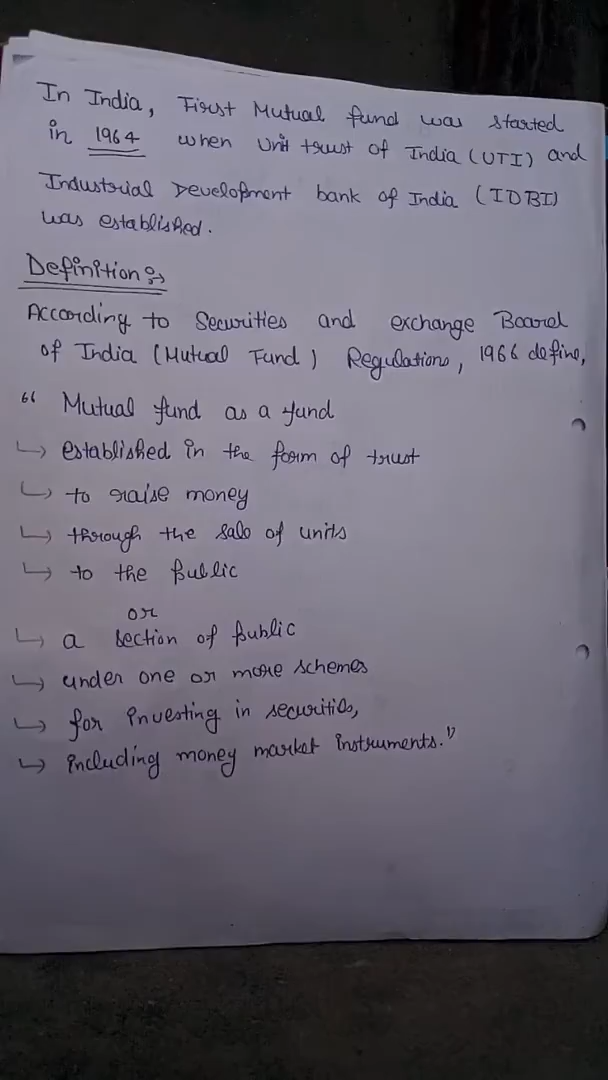 In India, First Mutual fund was started
in 1964 when Unit trust of India (UTI) and
Industrial Development bank of India (IDBI)
was established.
Definition :→
According to Securities and exchange Board
of India (Mutual Fund) Regulations, 1966 define,
" Mutual fund as a fund
↳ established in the form of trust
↳ to raise money
↳ through the sale of units
↳ to the public
or
↳ a section of public
↳ under one or more schemes
↳ for investing in securities,
↳ including money market instruments."